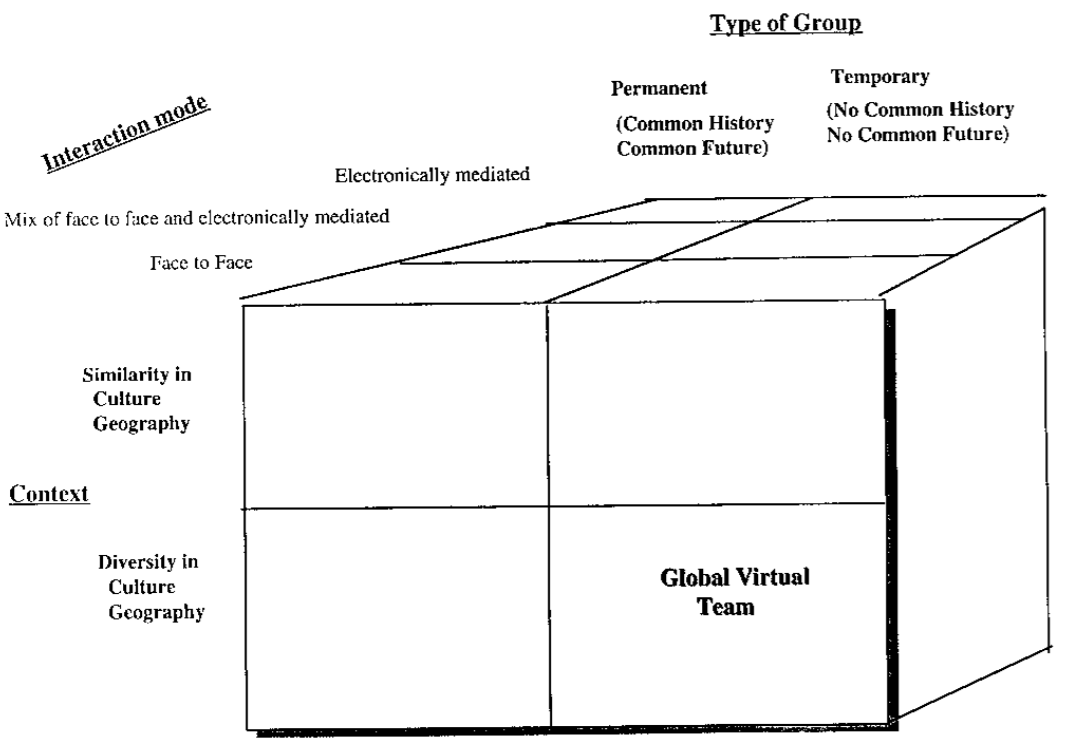 Type of Group
Permanent
(Common History
Common Future)
Temporary
(No Common History
No Common Future)
Interaction mode
Electronically mediated
Mix of face to face and electronically mediated
Face to Face
Similarity in
Culture
Geography
Context
Diversity in
Culture
Geography
Global Virtual
Team